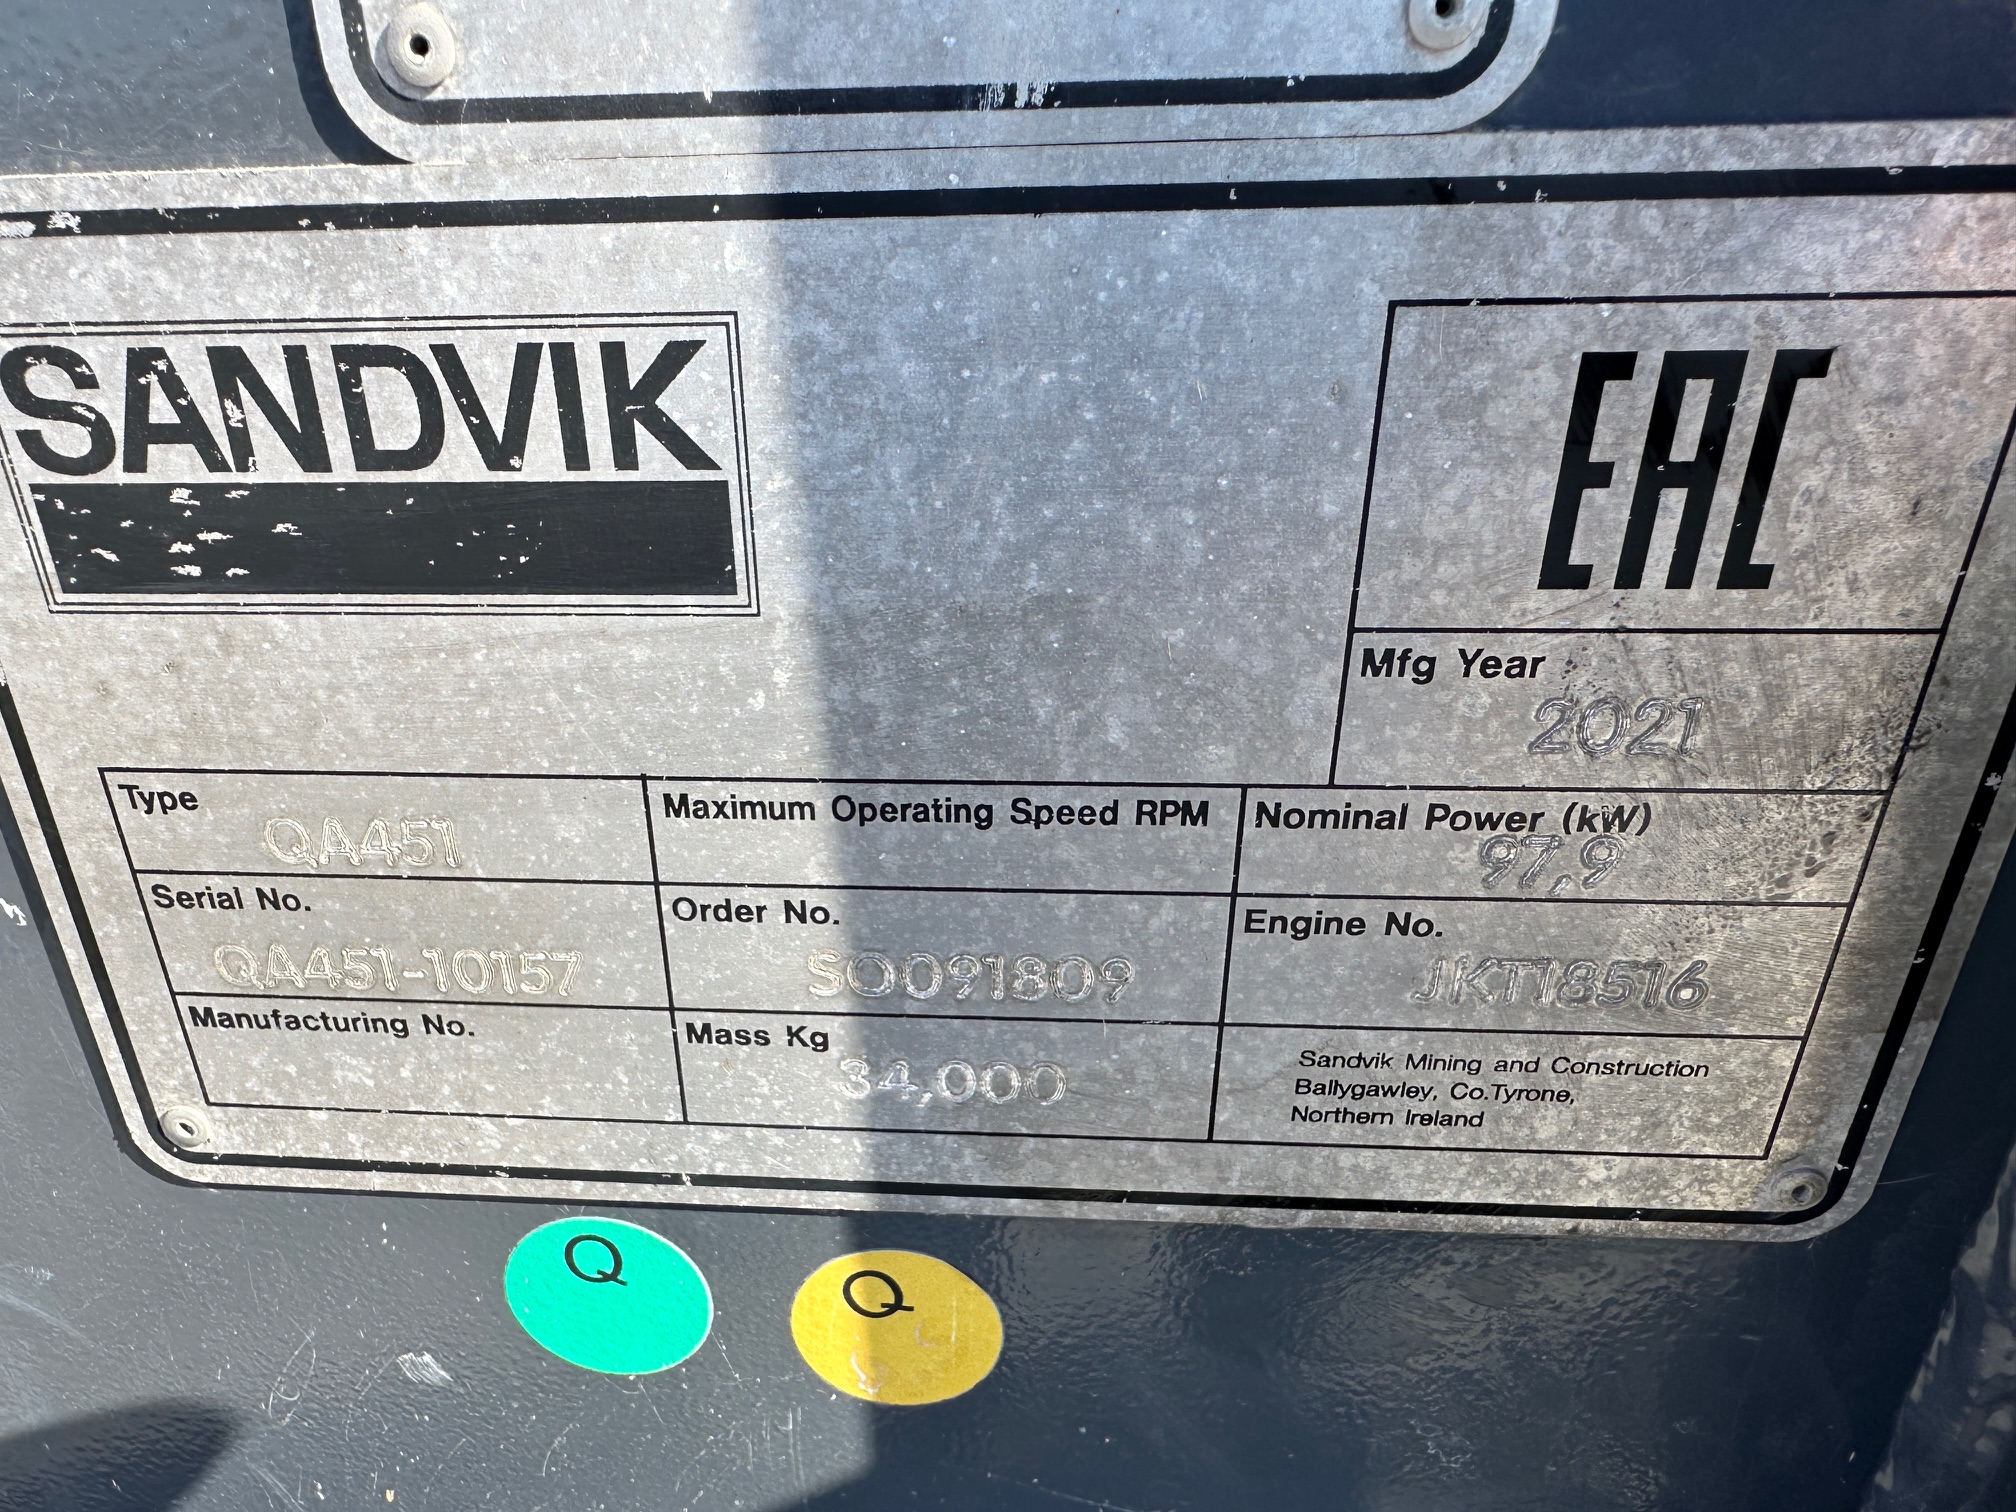 SANDVIK
EAC
Mfg Year
2021
Type
QA451
Maximum Operating Speed RPM
Nominal Power (kW)
97,9
Serial No.
QA451-10157
Order No.
SO091809
Engine No.
JKT18516
Manufacturing No.
Mass Kg
34,000
Sandvik Mining and Construction
Ballygawley, Co.Tyrone,
Northern Ireland
Q
Q